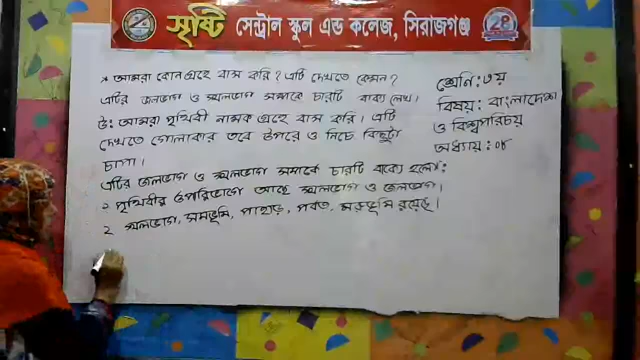 সৃষ্টি সেন্ট্রাল স্কুল এন্ড কলেজ, সিরাজগঞ্জ
28
* আমরা কোন গ্রহে বাস করি? এটি দেখতে কেমন?
এটির জলভাগ ও স্থলভাগ সম্পর্কে চারটি বাক্য লেখ।
উ: আমরা পৃথিবী নামক গ্রহে বাস করি। এটি
দেখতে গোলাকার তবে উপরে ও নিচে কিছুটা
চাপা।
এটির জলভাগ ও স্থলভাগ সম্পর্কে চারটি বাক্য হলো:
১ পৃথিবীর উপরিভাগে আছে স্থলভাগ ও জলভাগ।
২ স্থলভাগে, সমভূমি, পাহাড়, পর্বত, মরুভূমি রয়েছে।
শ্রেণি: ৩য়
বিষয়: বাংলাদেশ
ও বিশ্বপরিচয়
অধ্যায়: ০৮